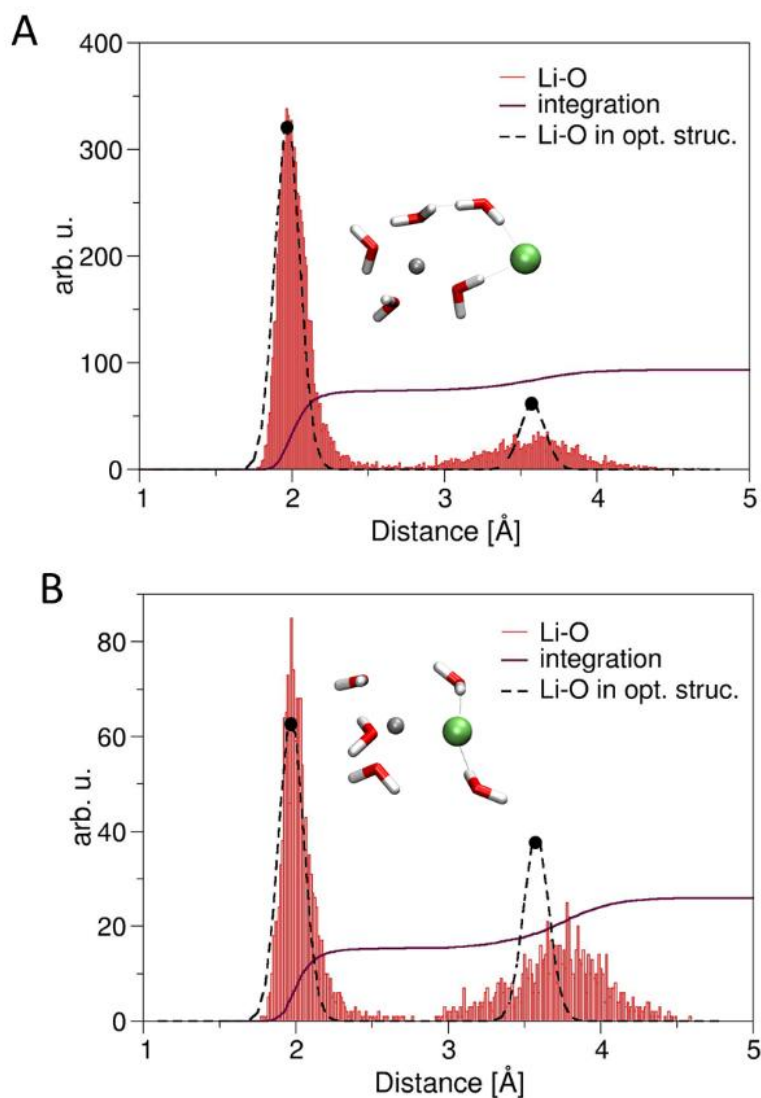 A
400
300
200
100
0
arb. u.
Li-O
integration
Li-O in opt. struc.
1 2 3 4 5
Distance [Å]
B
80
60
40
20
0
arb. u.
Li-O
integration
Li-O in opt. struc.
1 2 3 4 5
Distance [Å]